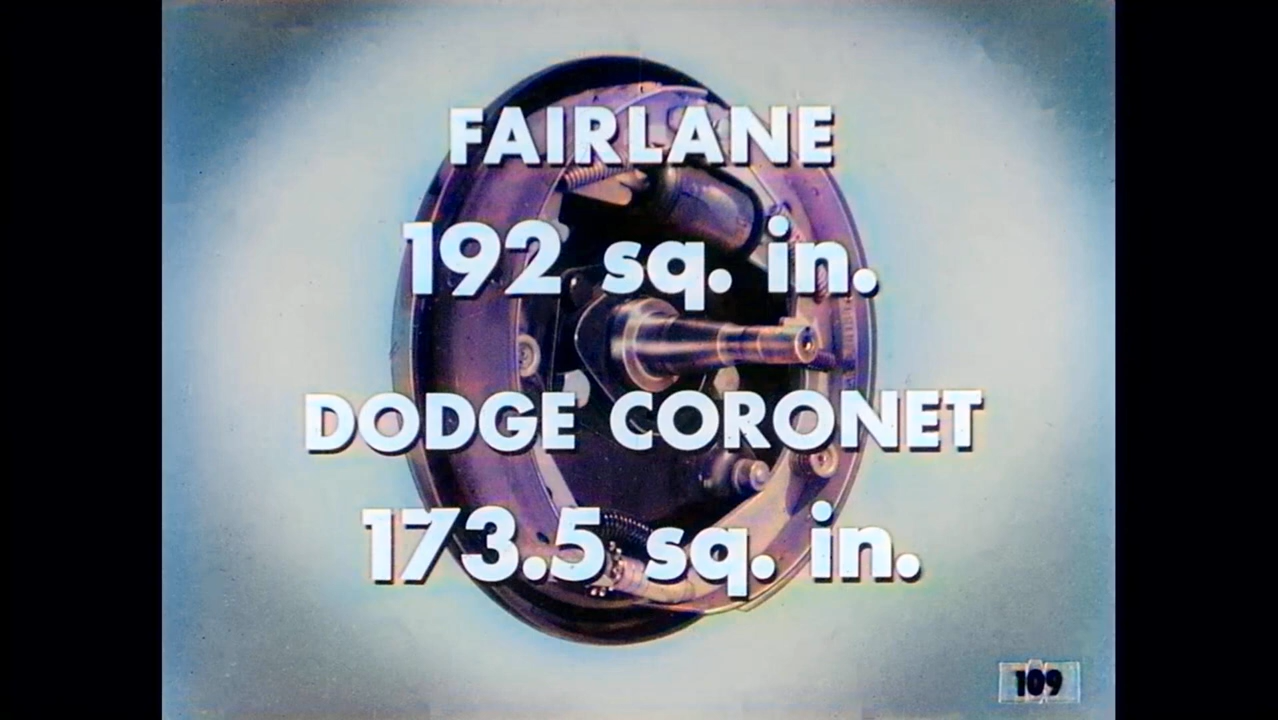 FAIRLANE
192 sq. in.
DODGE CORONET
173.5 sq. in.
109